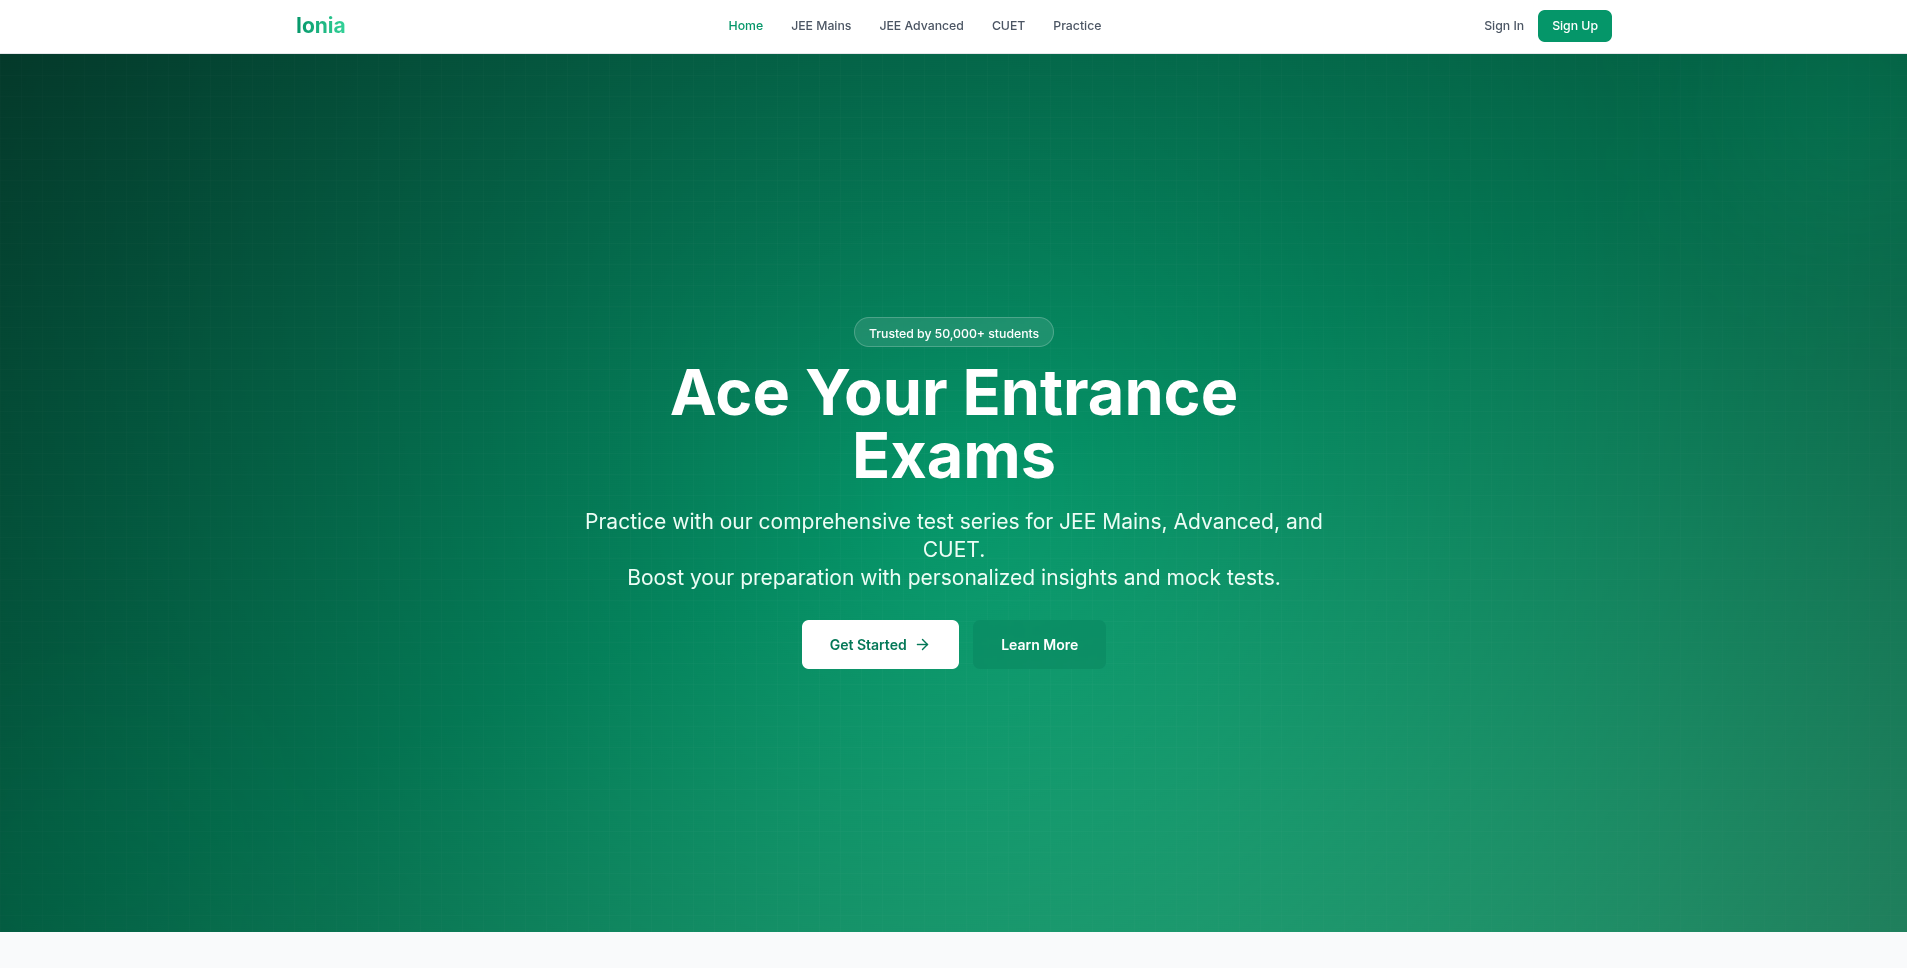 Ionia
Home JEE Mains JEE Advanced CUET Practice
Sign In Sign Up
Trusted by 50,000+ students
Ace Your Entrance
Exams
Practice with our comprehensive test series for JEE Mains, Advanced, and
CUET.
Boost your preparation with personalized insights and mock tests.
Get Started
Learn More